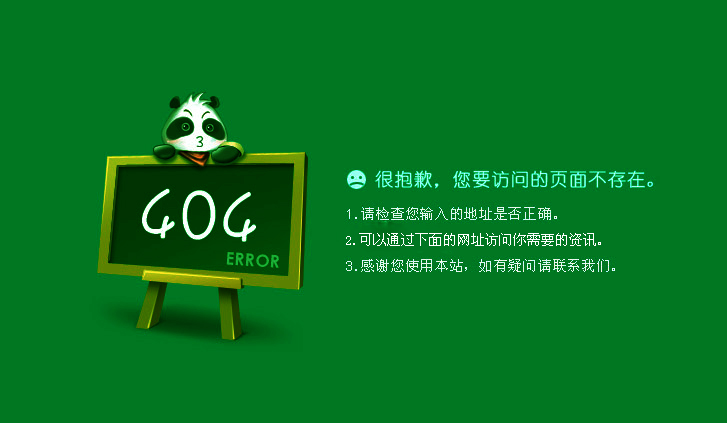 404
ERROR
很抱歉，您要访问的页面不存在。
1.请检查您输入的地址是否正确。
2.可以通过下面的网址访问你需要的资讯。
3.感谢您使用本站，如有疑问请联系我们。